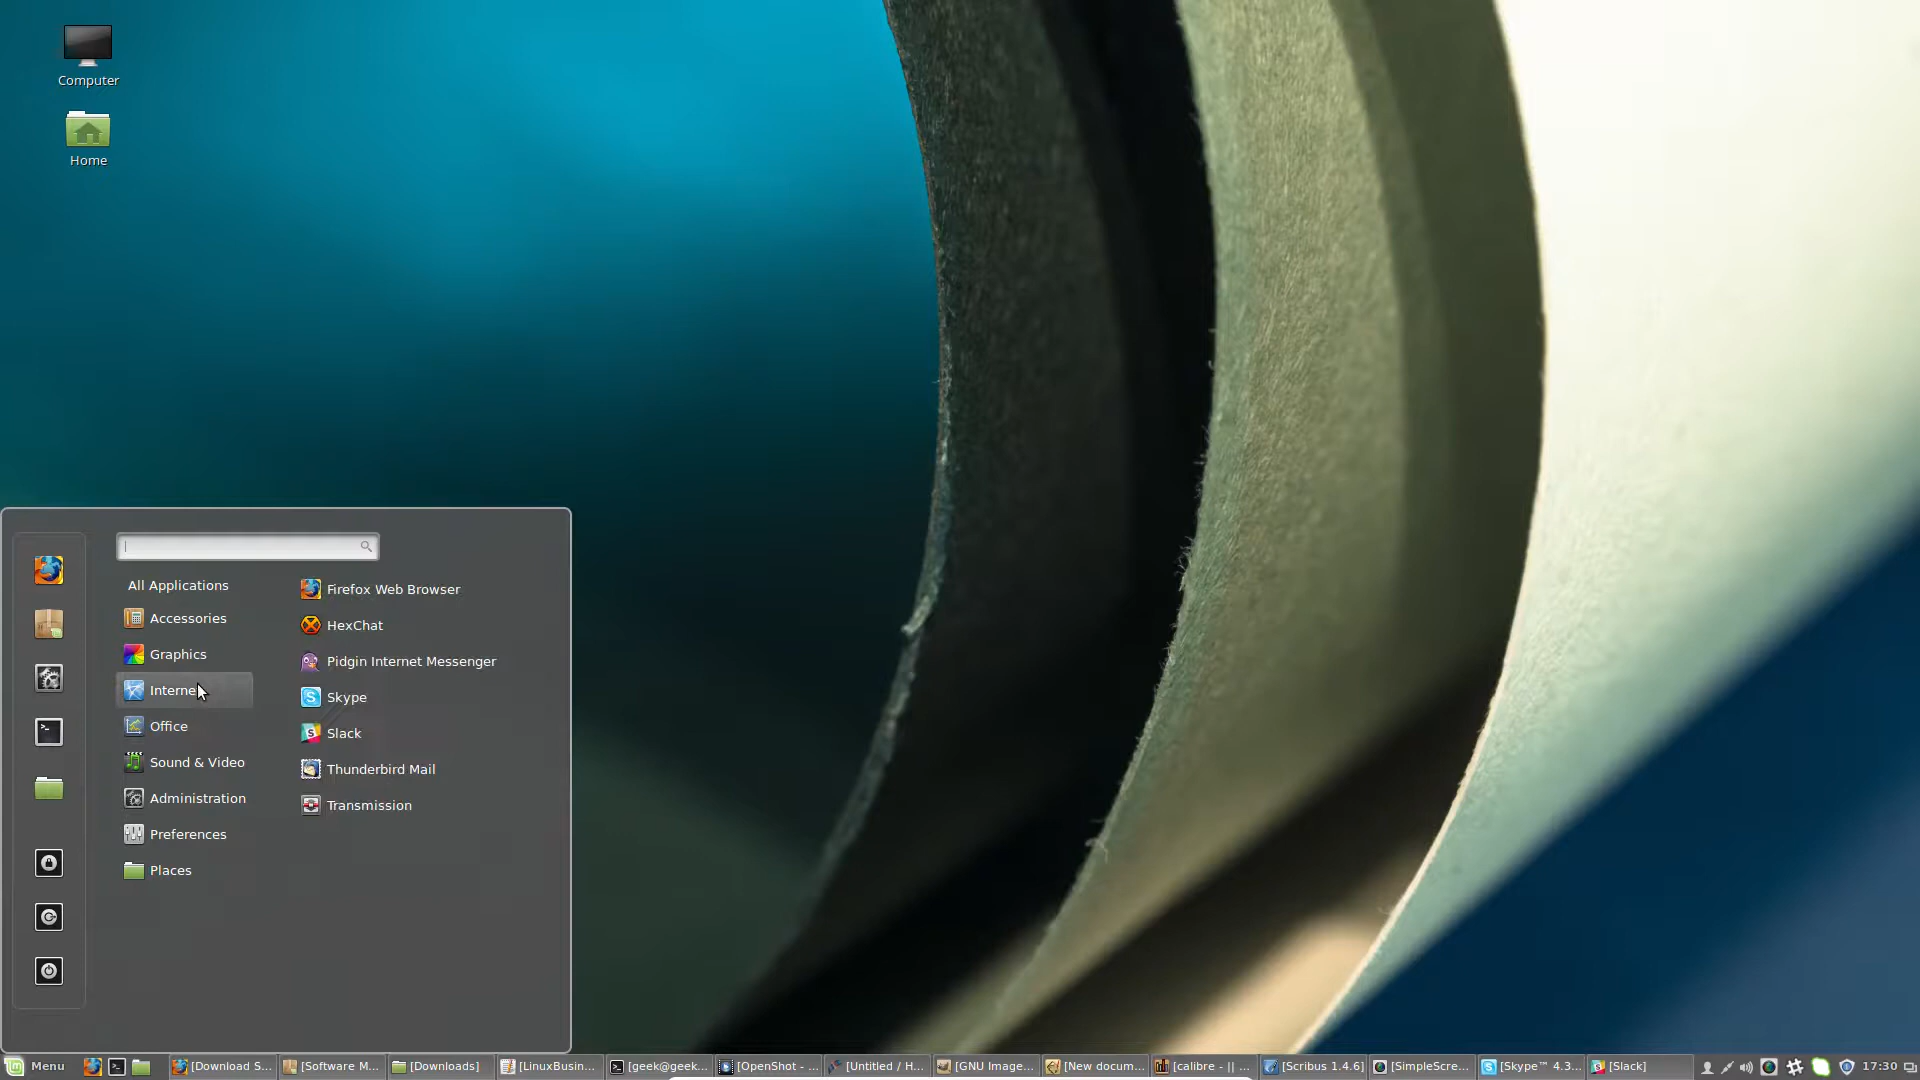 Computer
Home
All Applications
Accessories
Graphics
Internet
Office
Sound & Video
Administration
Preferences
Places
Firefox Web Browser
HexChat
Pidgin Internet Messenger
Skype
Slack
Thunderbird Mail
Transmission
Menu [Download S... [Software M... [Downloads] [LinuxBusin... [geek@geek... [OpenShot - ... [Untitled / H... [GNU Image... [New docum... [calibre - || ... [Scribus 1.4.6] [SimpleScre... [Skype™ 4.3... [Slack] 17:30